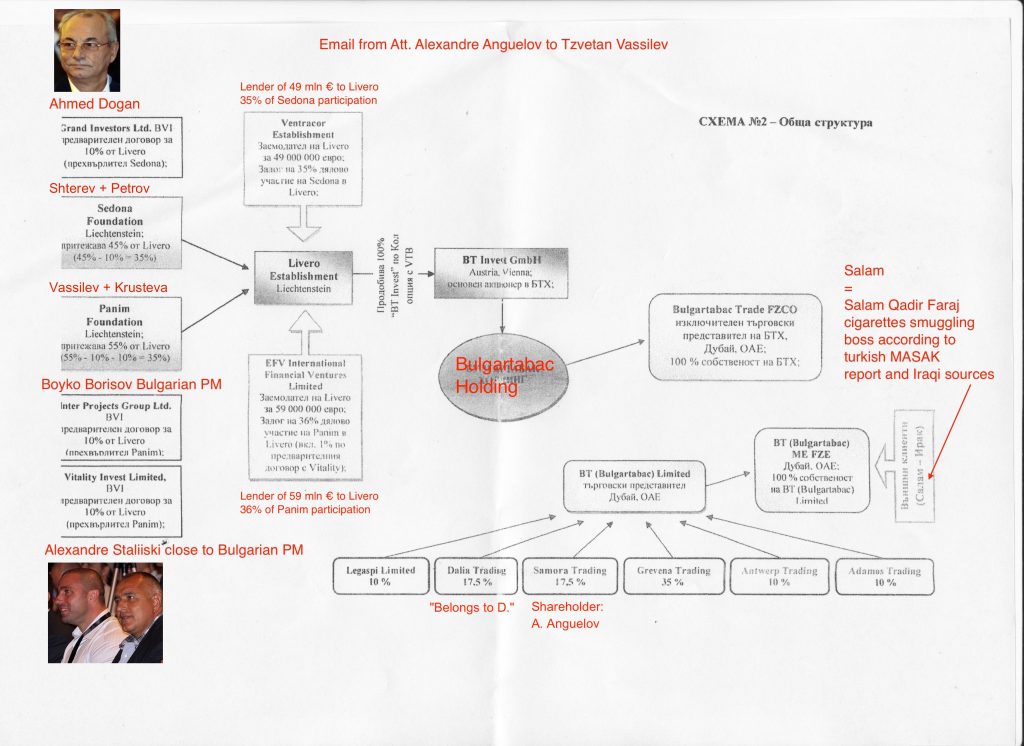 Email from Att. Alexandre Anguelov to Tzvetan Vassilev
СХЕМА №2 – Обща структура
Ahmed Dogan
Grand Investors Ltd. BVI
предварителен договор за
10% от Livero
(прехвърлител Sedona);
Shterev + Petrov
Sedona
Foundation
Liechtenstein;
притежава 45% от Livero
(45% - 10% = 35%)
Vassilev + Krusteva
Panim
Foundation
Liechtenstein;
притежава 55% от Livero
(55% - 10% - 10% = 35%)
Boyko Borisov Bulgarian PM
Inter Projects Group Ltd.
BVI
предварителен договор за
10% от Livero
(прехвърлител Panim);
Vitality Invest Limited,
BVI
предварителен договор за
10% от Livero
(прехвърлител Panim);
Alexandre Staliiski close to Bulgarian PM
Lender of 49 mln € to Livero
35% of Sedona participation
Ventracor
Establishment
Заемодател на Livero
за 49 000 000 евро;
Залог на 35% дялово
участие на Sedona в
Livero;
Livero
Establishment
Liechtenstein
EFV International
Financial Ventures
Limited
Заемодател на Livero
за 59 000 000 евро;
Залог на 36% дялово
участие на Panim в
Livero (вкл. 1% по
предварителния
договор с Vitality);
Lender of 59 mln € to Livero
36% of Panim participation
Продобива 100%
"BT Invest" по Кол
опция с VTB
BT Invest GmbH
Austria, Vienna;
основен акционер в БТХ;
Bulgartabac
Holding
Bulgartabac Trade FZCO
изключителен търговски
представител на БТХ,
Дубай, ОАЕ;
100 % собственост на БТХ;
Salam
=
Salam Qadir Faraj
cigarettes smuggling
boss according to
turkish MASAK
report and Iraqi sources
BT (Bulgartabac)
ME FZE
Дубай, ОАЕ;
100 % собственост
на BT (Bulgartabac)
Limited
Външни клиенти
(Салам – Ирак)
BT (Bulgartabac) Limited
търговски представител
Дубай, ОАЕ
Legaspi Limited
10 %
Dalia Trading
17.5 %
Samora Trading
17.5 %
Grevena Trading
35 %
Antwerp Trading
10 %
Adamos Trading
10 %
"Belongs to D."
Shareholder:
A. Anguelov